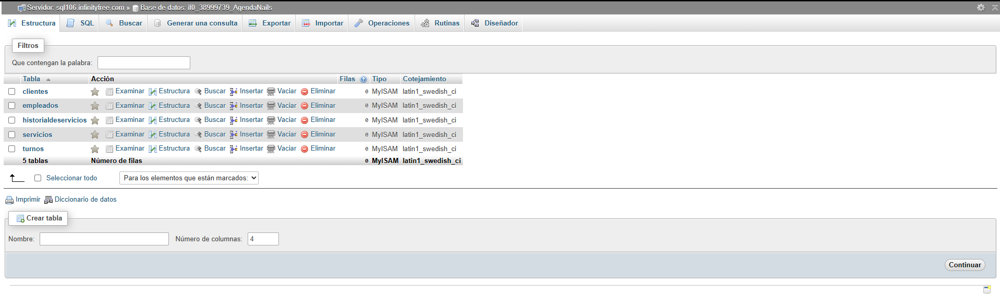 Servidor: sql106.infinityfree.com » Base de datos: if0_38999739_AgendaNails
Estructura SQL Buscar Generar una consulta Exportar Importar Operaciones Rutinas Diseñador
Filtros
Que contengan la palabra:
Tabla Acción Filas Tipo Cotejamiento
clientes Examinar Estructura Buscar Insertar Vaciar Eliminar 0 MyISAM latin1_swedish_ci
empleados Examinar Estructura Buscar Insertar Vaciar Eliminar 0 MyISAM latin1_swedish_ci
historialdeservicios Examinar Estructura Buscar Insertar Vaciar Eliminar 0 MyISAM latin1_swedish_ci
servicios Examinar Estructura Buscar Insertar Vaciar Eliminar 0 MyISAM latin1_swedish_ci
turnos Examinar Estructura Buscar Insertar Vaciar Eliminar 0 MyISAM latin1_swedish_ci
5 tablas Número de filas 0 MyISAM latin1_swedish_ci
Seleccionar todo Para los elementos que están marcados:
Imprimir Diccionario de datos
Crear tabla
Nombre: Número de columnas: 4
Continuar